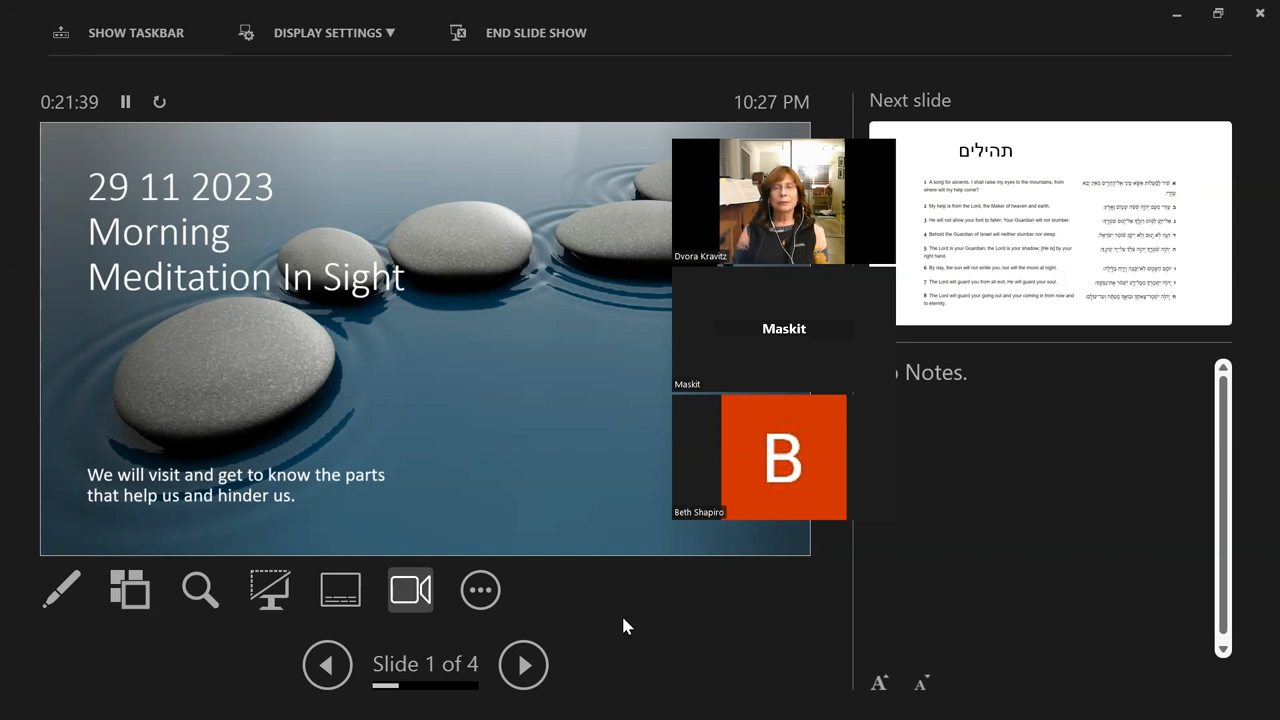 SHOW TASKBAR
DISPLAY SETTINGS ▼
END SLIDE SHOW
0:21:39
10:27 PM
29 11 2023
Morning
Meditation In Sight
We will visit and get to know the parts
that help us and hinder us.
Dvora Kravitz
Maskit
Maskit
B
Beth Shapiro
Slide 1 of 4
Next slide
תהילים
1 A song for ascents. I shall raise my eyes to the mountains, from
where will my help come?
2 My help is from the Lord, the Maker of heaven and earth.
3 He will not allow your foot to falter; Your Guardian will not slumber.
4 Behold the Guardian of Israel will neither slumber nor sleep.
5 The Lord is your Guardian; the Lord is your shadow; [He is] by your
right hand.
6 By day, the sun will not smite you, nor will the moon at night.
7 The Lord will guard you from all evil; He will guard your soul.
8 The Lord will guard your going out and your coming in from now and
to eternity.
Notes.
A A